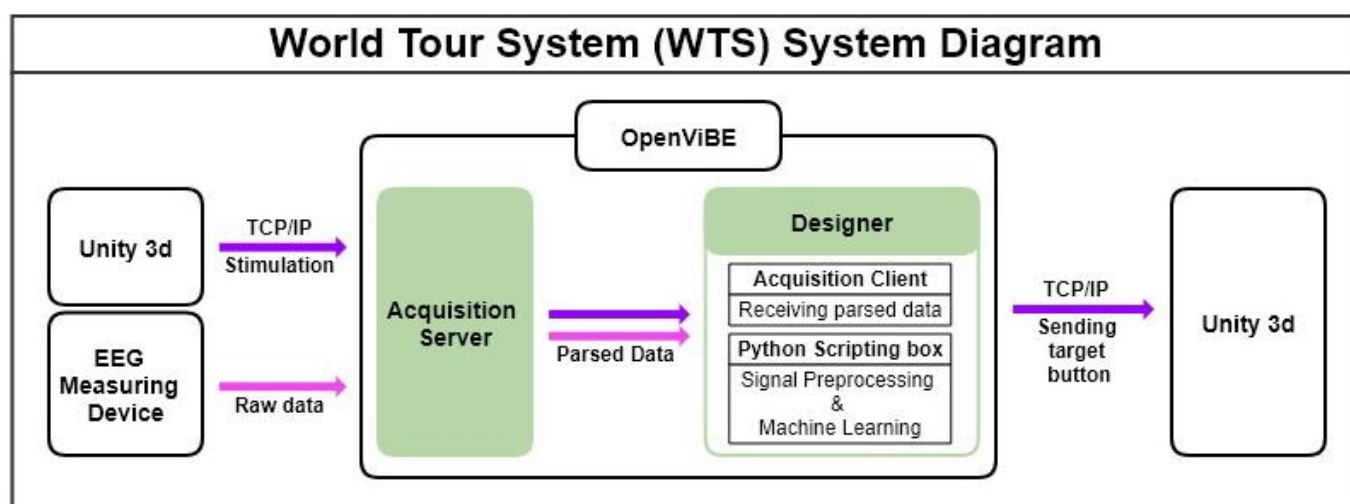 World Tour System (WTS) System Diagram
OpenViBE
Unity 3d
TCP/IP
Stimulation
EEG
Measuring
Device
Raw data
Acquisition
Server
Parsed Data
Designer
Acquisition Client
Receiving parsed data
Python Scripting box
Signal Preprocessing
&
Machine Learning
TCP/IP
Sending
target
button
Unity 3d